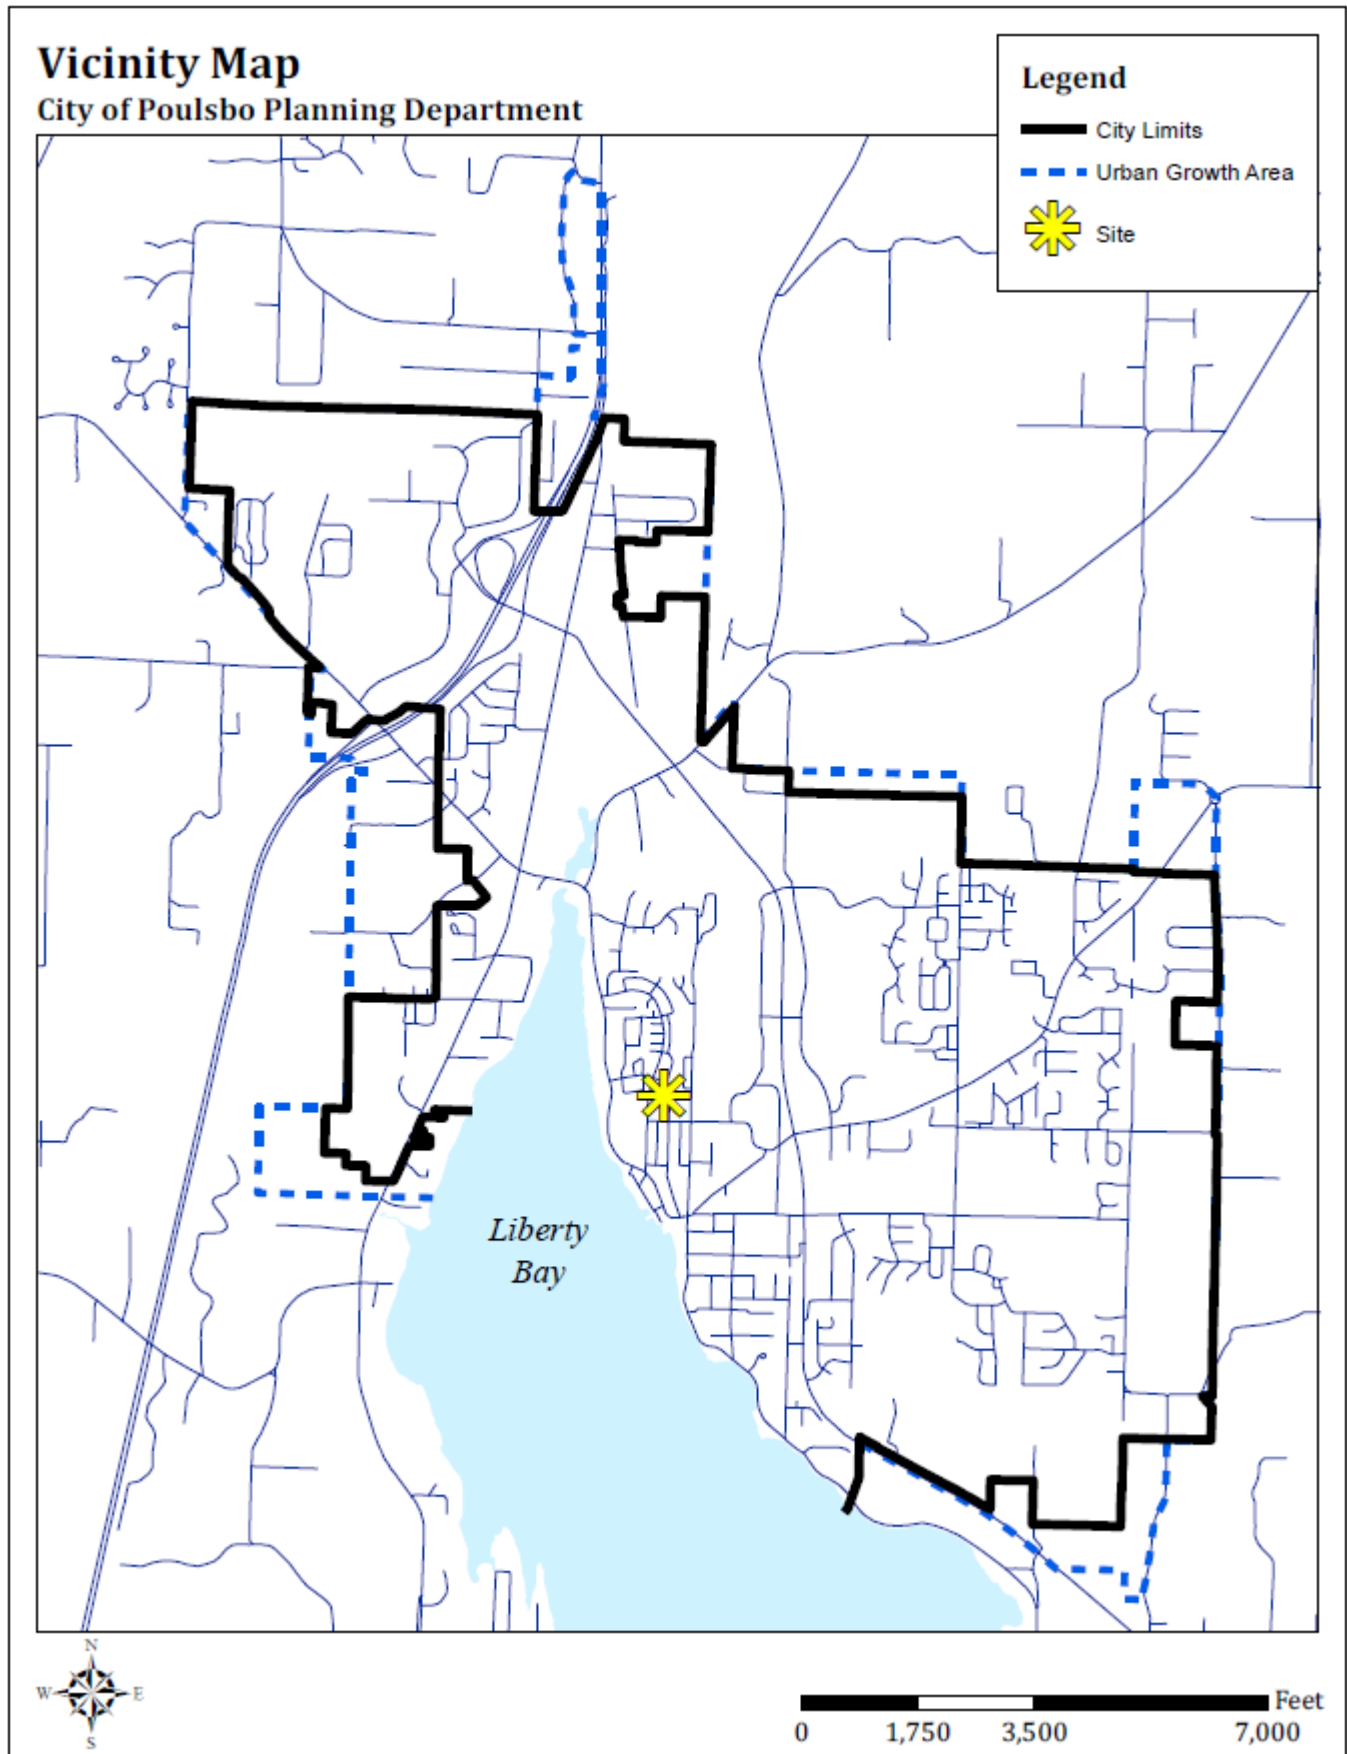 Vicinity Map
City of Poulsbo Planning Department
Legend
City Limits
Urban Growth Area
Site
Liberty
Bay
N
W E
S
Feet
0 1,750 3,500 7,000